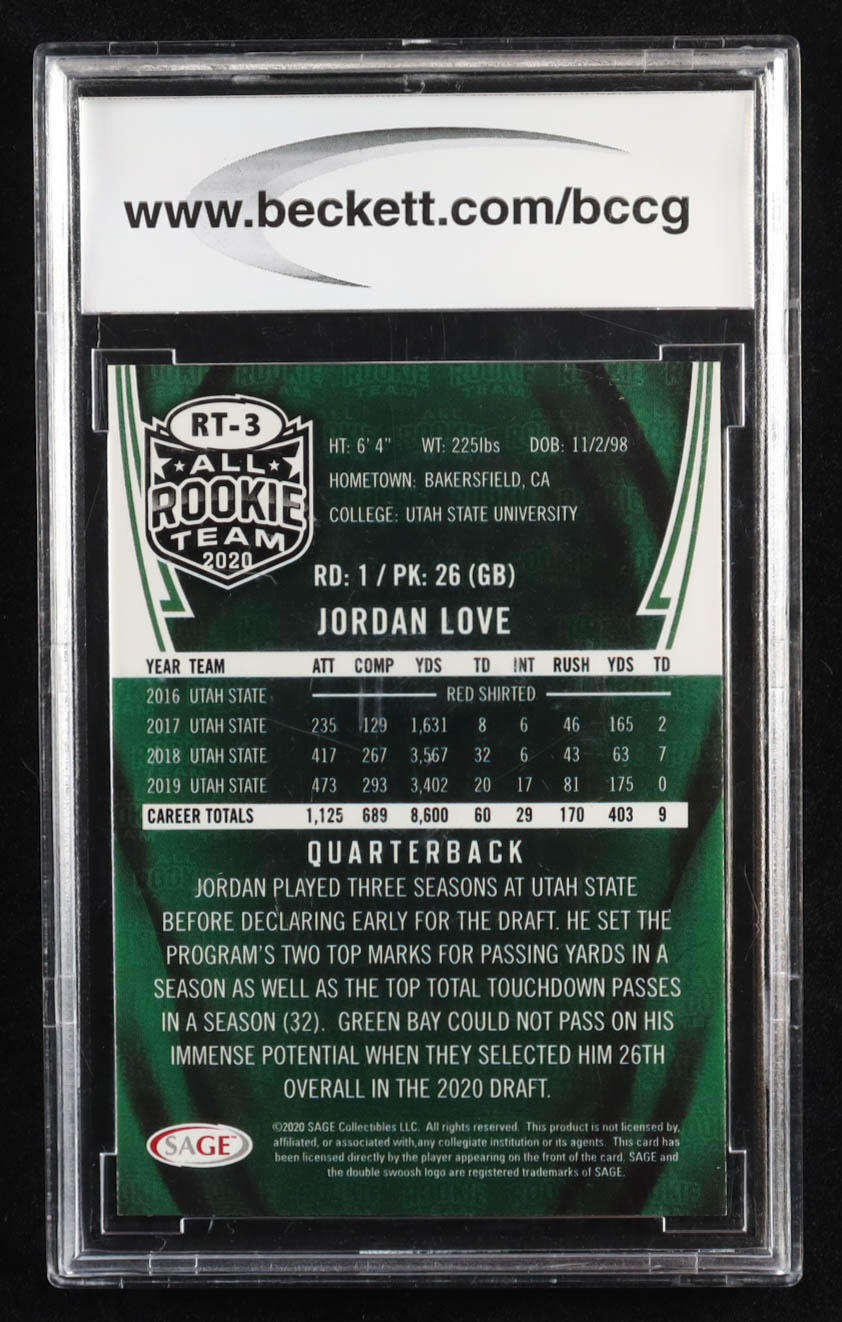 www.beckett.com/bccg
RT-3
ALL
ROOKIE
TEAM
2020
HT: 6' 4" WT: 225lbs DOB: 11/2/98
HOMETOWN: BAKERSFIELD, CA
COLLEGE: UTAH STATE UNIVERSITY
RD: 1 / PK: 26 (GB)
JORDAN LOVE
YEAR TEAM ATT COMP YDS TD INT RUSH YDS TD
2016 UTAH STATE RED SHIRTED
2017 UTAH STATE 235 129 1,631 8 6 46 165 2
2018 UTAH STATE 417 267 3,567 32 6 43 63 7
2019 UTAH STATE 473 293 3,402 20 17 81 175 0
CAREER TOTALS 1,125 689 8,600 60 29 170 403 9
QUARTERBACK
JORDAN PLAYED THREE SEASONS AT UTAH STATE
BEFORE DECLARING EARLY FOR THE DRAFT. HE SET THE
PROGRAM'S TWO TOP MARKS FOR PASSING YARDS IN A
SEASON AS WELL AS THE TOP TOTAL TOUCHDOWN PASSES
IN A SEASON (32). GREEN BAY COULD NOT PASS ON HIS
IMMENSE POTENTIAL WHEN THEY SELECTED HIM 26TH
OVERALL IN THE 2020 DRAFT.
SAGE™
©2020 SAGE Collectibles LLC. All rights reserved. This product is not licensed by,
affiliated, or associated with,any collegiate institution or its agents. This card has
been licensed directly by the player appearing on the front of the card. SAGE and
the double swoosh logo are registered trademarks of SAGE.